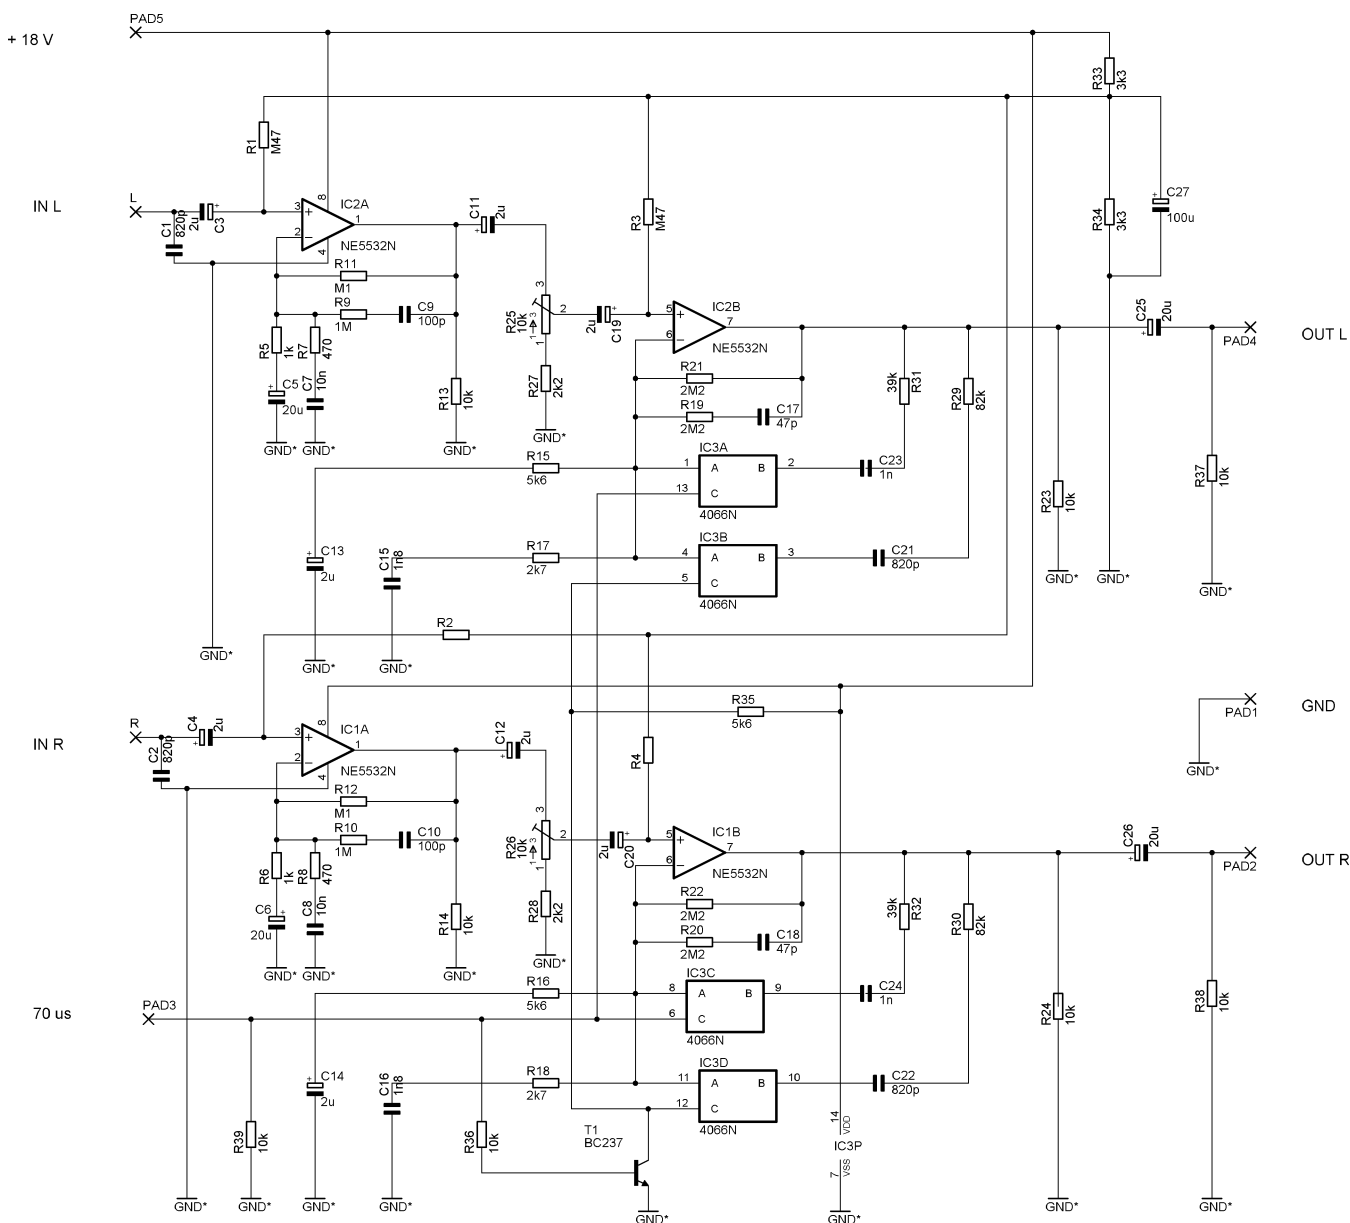 PAD5
+ 18 V
R33
3k3
R1
M47
L
IN L
C1
820p
2u
C3
3
2
8
4
1
IC2A
NE5532N
C11
2u
R3
M47
R34
3k3
C27
100u
R11
M1
R9
1M
C9
100p
R5
1k
R7
470
C5
20u
C7
10n
R13
10k
R25
10k
3
2
1
3
R27
2k2
2u
C19
5
6
7
IC2B
NE5532N
C25
20u
PAD4
OUT L
R21
2M2
R19
2M2
C17
47p
39k
R31
R29
82k
GND*
GND*
GND*
GND*
R15
5k6
IC3A
1
A
B
2
13
C
4066N
C23
1n
R23
10k
R37
10k
C13
2u
C15
1n8
R17
2k7
IC3B
4
A
B
3
5
C
4066N
C21
820p
GND*
GND*
GND*
R2
GND*
GND*
GND*
R35
5k6
PAD1
GND
GND*
R
IN R
C2
820p
C4
2u
3
2
8
4
1
IC1A
NE5532N
C12
2u
R4
R12
M1
R10
1M
C10
100p
R6
1k
R8
470
C6
20u
C8
10n
R14
10k
R26
10k
3
2
1
3
R28
2k2
2u
C20
5
6
7
IC1B
NE5532N
C26
20u
PAD2
OUT R
R22
2M2
R20
2M2
C18
47p
39k
R32
R30
82k
GND*
GND*
GND*
GND*
R16
5k6
IC3C
8
A
B
9
6
C
4066N
C24
1n
R24
10k
R38
10k
PAD3
70 us
C14
2u
C16
1n8
R18
2k7
IC3D
11
A
B
10
12
C
4066N
C22
820p
R39
10k
R36
10k
T1
BC237
14
VDD
IC3P
7
VSS
GND*
GND*
GND*
GND*
GND*
GND*
GND*
GND*